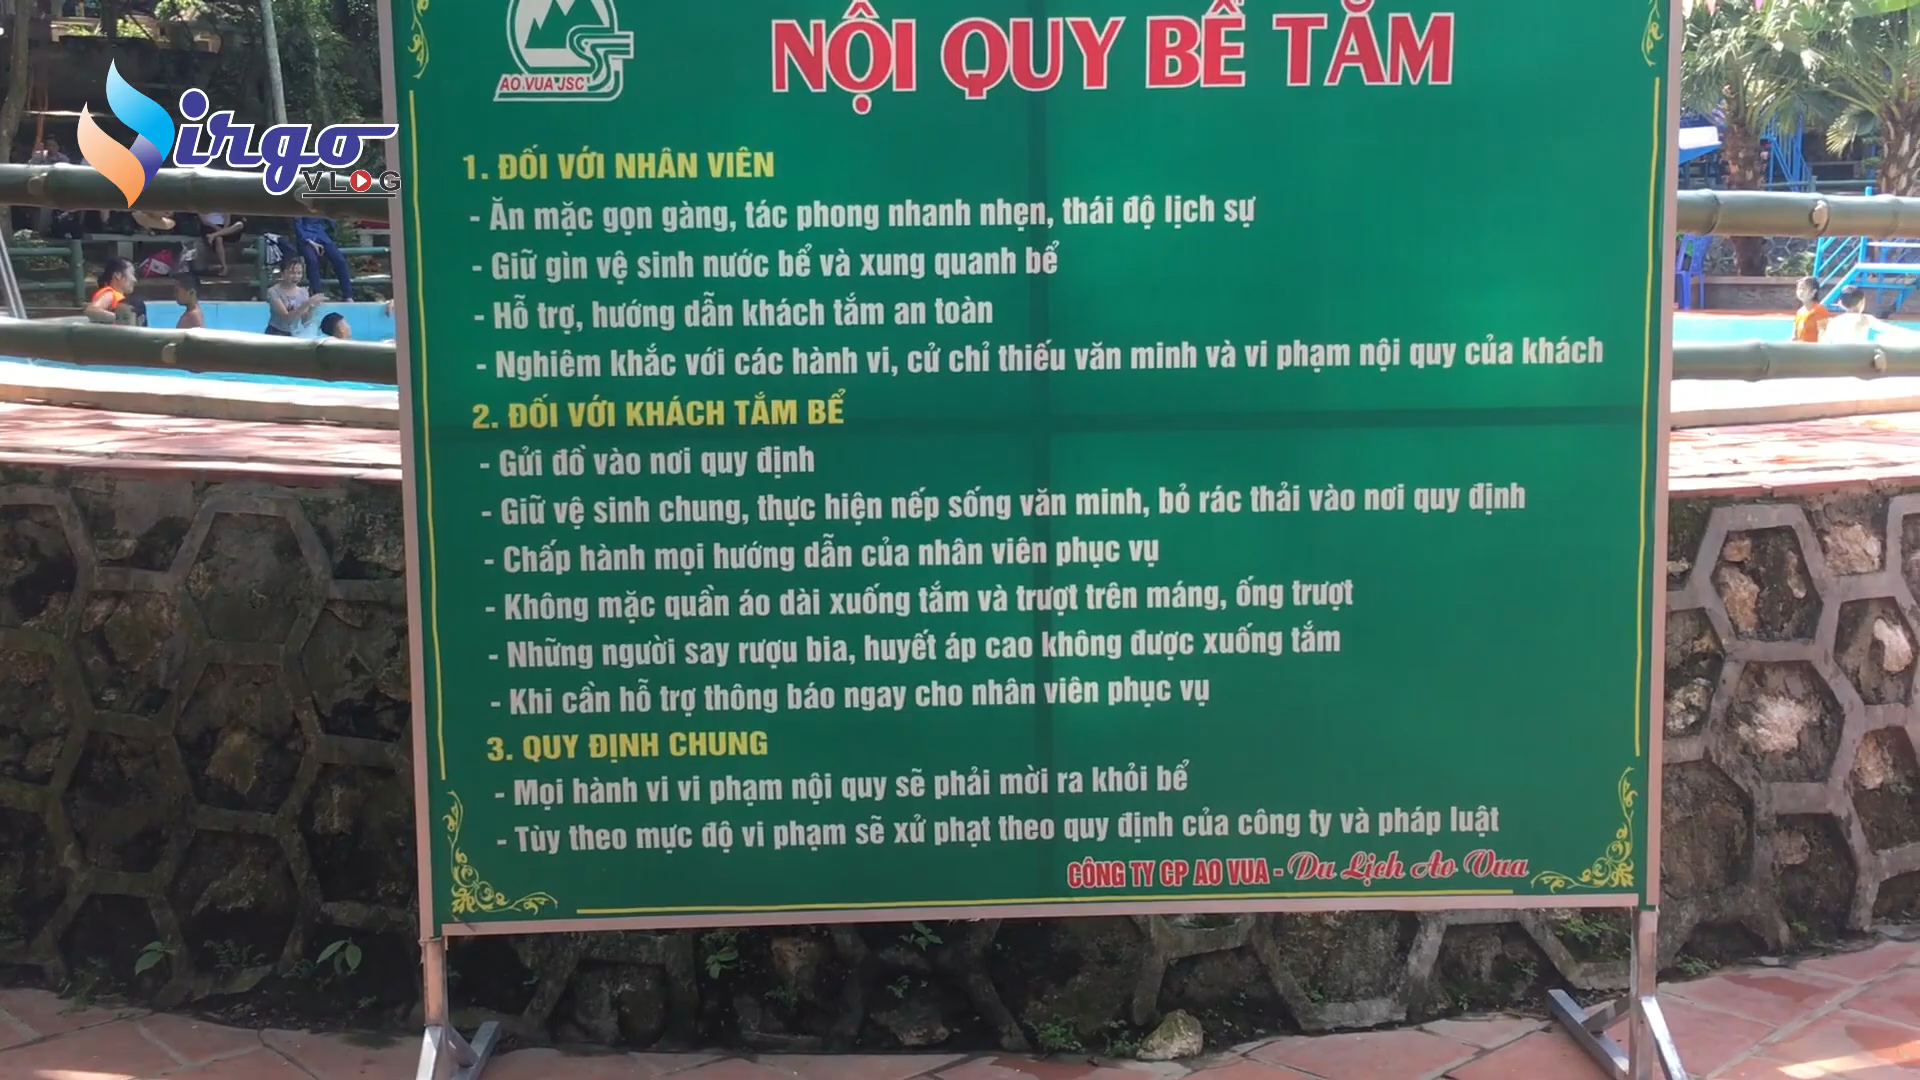 NỘI QUY BỂ TẮM
AO VUA JSC
Virgo
VLOG
1. ĐỐI VỚI NHÂN VIÊN
- Ăn mặc gọn gàng, tác phong nhanh nhẹn, thái độ lịch sự
- Giữ gìn vệ sinh nước bể và xung quanh bể
- Hỗ trợ, hướng dẫn khách tắm an toàn
- Nghiêm khắc với các hành vi, cử chỉ thiếu văn minh và vi phạm nội quy của khách
2. ĐỐI VỚI KHÁCH TẮM BỂ
- Gửi đồ vào nơi quy định
- Giữ vệ sinh chung, thực hiện nếp sống văn minh, bỏ rác thải vào nơi quy định
- Chấp hành mọi hướng dẫn của nhân viên phục vụ
- Không mặc quần áo dài xuống tắm và trượt trên máng, ống trượt
- Những người say rượu bia, huyết áp cao không được xuống tắm
- Khi cần hỗ trợ thông báo ngay cho nhân viên phục vụ
3. QUY ĐỊNH CHUNG
- Mọi hành vi vi phạm nội quy sẽ phải mời ra khỏi bể
- Tùy theo mực độ vi phạm sẽ xử phạt theo quy định của công ty và pháp luật
CÔNG TY CP AO VUA - Du Lịch Ao Vua